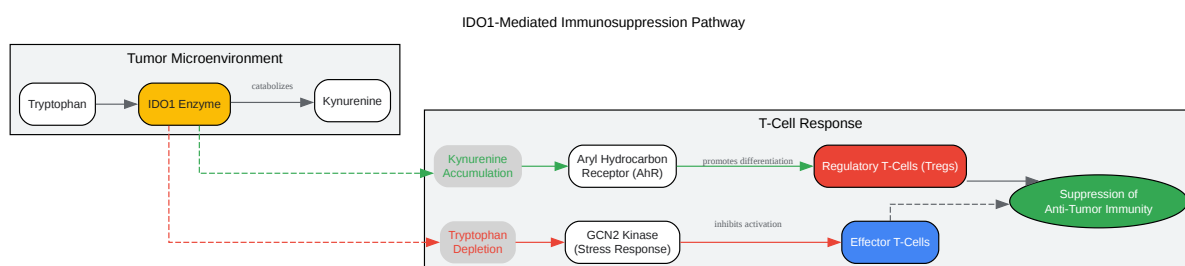 IDO1-Mediated Immunosuppression Pathway
Tumor Microenvironment
Tryptophan
IDO1 Enzyme
catabolizes
Kynurenine
T-Cell Response
Kynurenine
Accumulation
Aryl Hydrocarbon
Receptor (AhR)
promotes differentiation
Regulatory T-Cells (Tregs)
Suppression of
Anti-Tumor Immunity
Tryptophan
Depletion
GCN2 Kinase
(Stress Response)
inhibits activation
Effector T-Cells